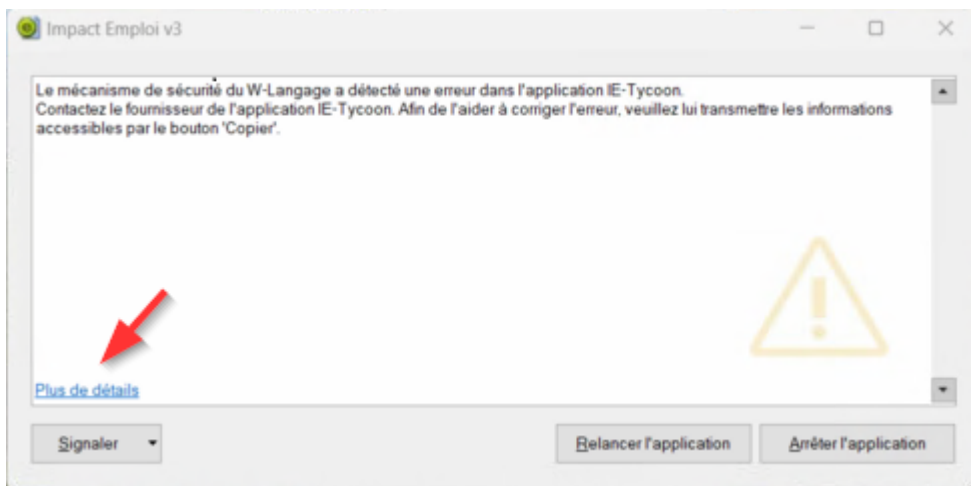 Impact Emploi v3
Le mécanisme de sécurité du W-Langage a détecté une erreur dans l'application IE-Tycoon.
Contactez le fournisseur de l'application IE-Tycoon. Afin de l'aider à corriger l'erreur, veuillez lui transmettre les informations
accessibles par le bouton 'Copier'.
Plus de détails
Signaler
Relancer l'application
Arrêter l'application